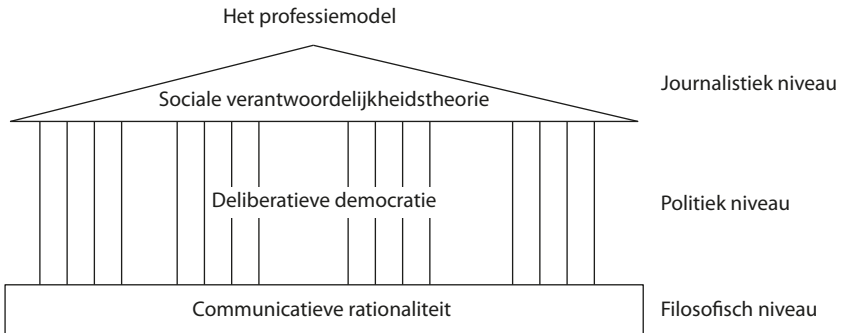 Het professiemodel
Journalistiek niveau
Sociale verantwoordelijkheidstheorie
Deliberatieve democratie
Politiek niveau
Communicatieve rationaliteit
Filosofisch niveau